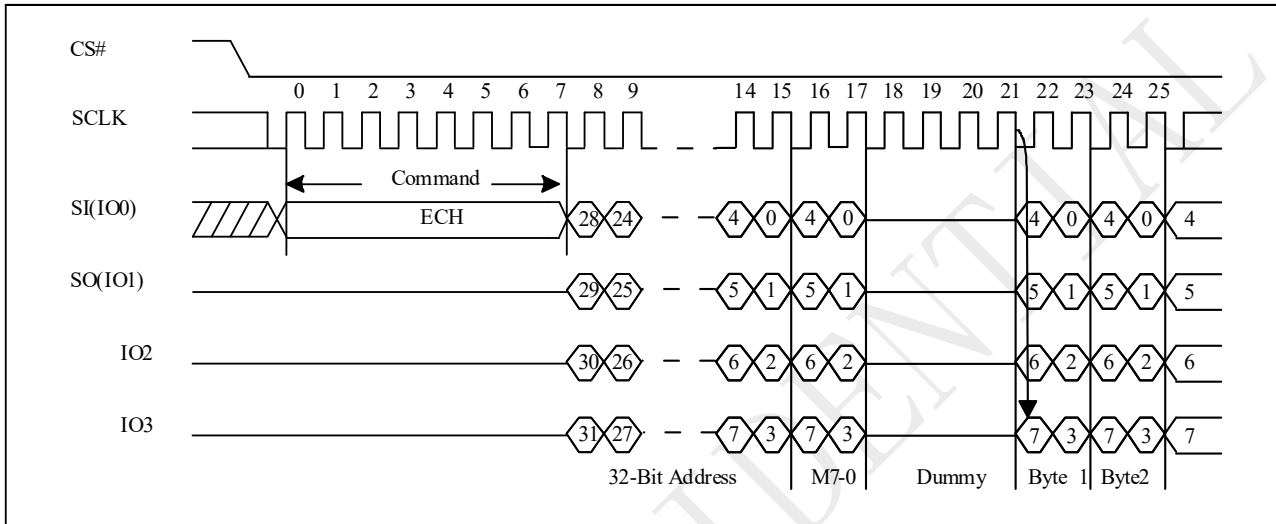 CS#
0 1 2 3 4 5 6 7 8 9 14 15 16 17 18 19 20 21 22 23 24 25
SCLK
Command
SI(IO0) ECH 28 24 4 0 4 0 4 0 4 0 4
SO(IO1) 29 25 5 1 5 1 5 1 5 1 5
IO2 30 26 6 2 6 2 6 2 6 2 6
IO3 31 27 7 3 7 3 7 3 7 3 7
32-Bit Address M7-0 Dummy Byte 1 Byte2
IDENTIAL